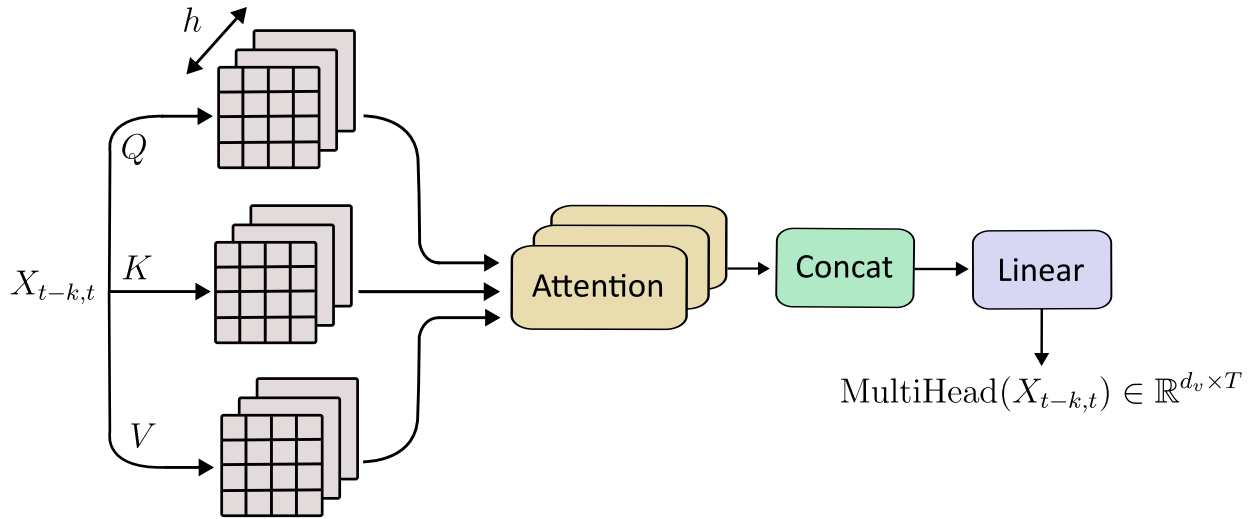 h
Q
K
X_{t-k,t}
V
Attention
Concat
Linear
MultiHead(X_{t-k,t}) ∈ ℝ^{d_v×T}